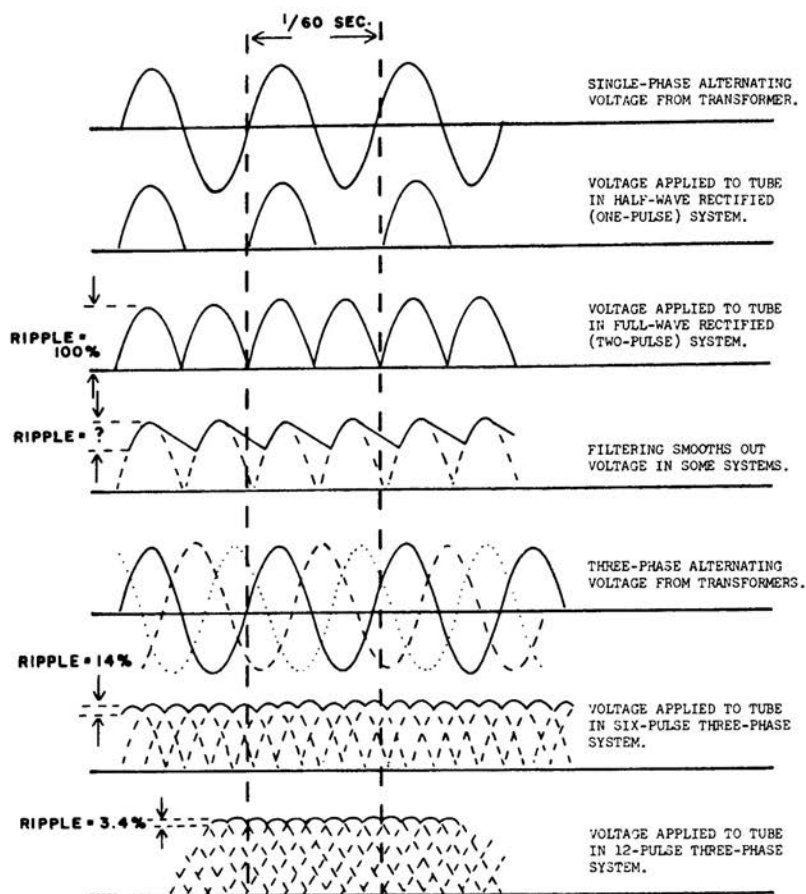 1/60 SEC.
SINGLE-PHASE ALTERNATING
VOLTAGE FROM TRANSFORMER.
VOLTAGE APPLIED TO TUBE
IN HALF-WAVE RECTIFIED
(ONE-PULSE) SYSTEM.
RIPPLE =
100%
VOLTAGE APPLIED TO TUBE
IN FULL-WAVE RECTIFIED
(TWO-PULSE) SYSTEM.
RIPPLE = ?
FILTERING SMOOTHS OUT
VOLTAGE IN SOME SYSTEMS.
THREE-PHASE ALTERNATING
VOLTAGE FROM TRANSFORMERS.
RIPPLE = 14%
VOLTAGE APPLIED TO TUBE
IN SIX-PULSE THREE-PHASE
SYSTEM.
RIPPLE = 3.4%
VOLTAGE APPLIED TO TUBE
IN 12-PULSE THREE-PHASE
SYSTEM.